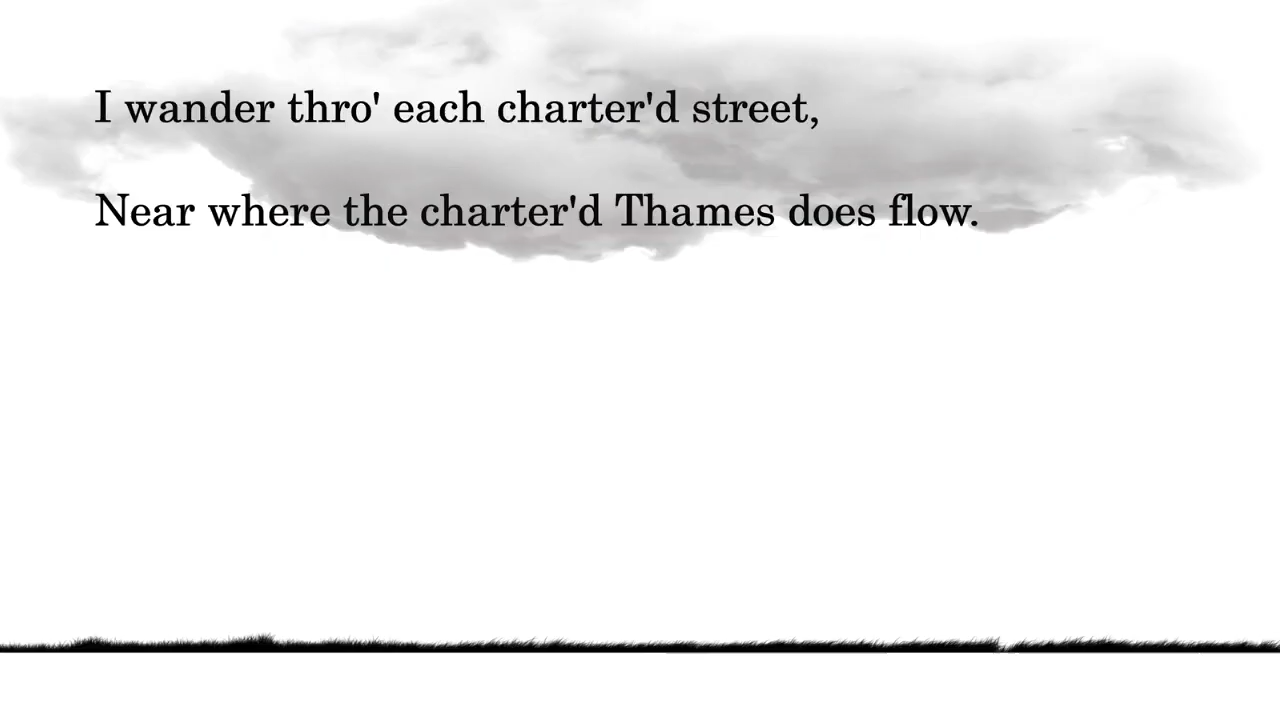 I wander thro' each charter'd street,
Near where the charter'd Thames does flow.